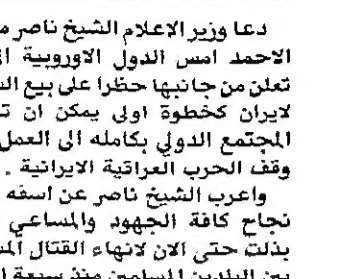 دعا وزير الاعلام الشيخ ناصر
الاحمد امس الدول الاوروبية
تعلن من جانبها حظرا على بيع
لايران كخطوة اولى يمكن ان
المجتمع الدولي بكامله الى العمل
وقف الحرب العراقية الايرانية .
واعرب الشيخ ناصر عن اسفه
نجاح كافة الجهود والمساعي
بذلت حتى الان لانهاء القتال
بين البلدين المسلمين منذ سبعة